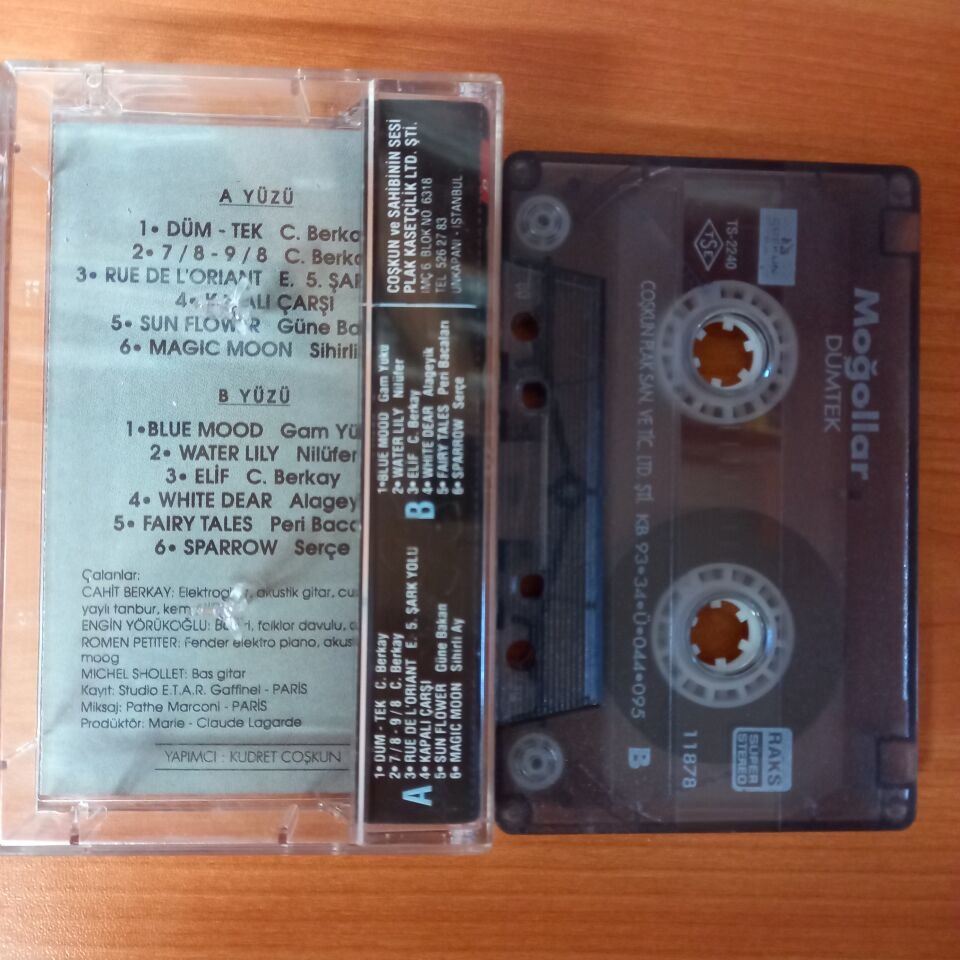 A YÜZÜ
1• DÜM - TEK C. Berkay
2• 7/8 - 9/8 C. Berka
3• RUE DE L'ORIANT E. 5. ŞAR
4• KAPALI ÇARŞI
5• SUN FLOWER Güne Ba
6• MAGIC MOON Sihirli
B YÜZÜ
1•BLUE MOOD Gam Yü
2• WATER LILY Nilüfer
3• ELİF C. Berkay
4• WHITE DEAR Alagey
5• FAIRY TALES Peri Baca
6• SPARROW Serçe
Çalanlar:
CAHİT BERKAY: akustik gitar, cu
yaylı tanbur,
ENGİN YÖRÜKOĞLU: folklor davulu,
ROMEN PETITER: Fender elektro piano, akus
moog
MICHEL SHOLLET: Bas gitar
Kayıt: Studio E.T.A.R. Gaffinel - PARİS
Miksaj: Pathe Marconi - PARİS
Prodüktör: Marie - Claude Lagarde
YAPIMCI : KUDRET COŞKUN
A
1• DÜM - TEK C. Berkay
2• 7/8 - 9/8 C. Berkay
3• RUE DE L'ORIANT E. 5. ŞARK YOLU
4• KAPALI ÇARŞI
5• SUN FLOWER Güne Bakan
6• MAGIC MOON Sihirli Ay
B
1•BLUE MOOD Gam Yükü
2• WATER LILY Nilüfer
3• ELİF C. Berkay
4• WHITE DEAR Alageyik
5• FAIRY TALES Peri Bacaları
6• SPARROW Serçe
COŞKUN ve SAHİBİNİN SESİ
PLAK KASETÇİLİK LTD. ŞTİ.
İMÇ 6. BLOK NO 6318
TEL 526 27 83
UNKAPANI - İSTANBUL
TSE
TS-2240
Moğollar
DÜMTEK
COŞKUN PLAK SAN VE TİC. LTD. ŞTİ. KB 93•34•Ü•044•095
B
RAKS
SUPER
STEREO
11878